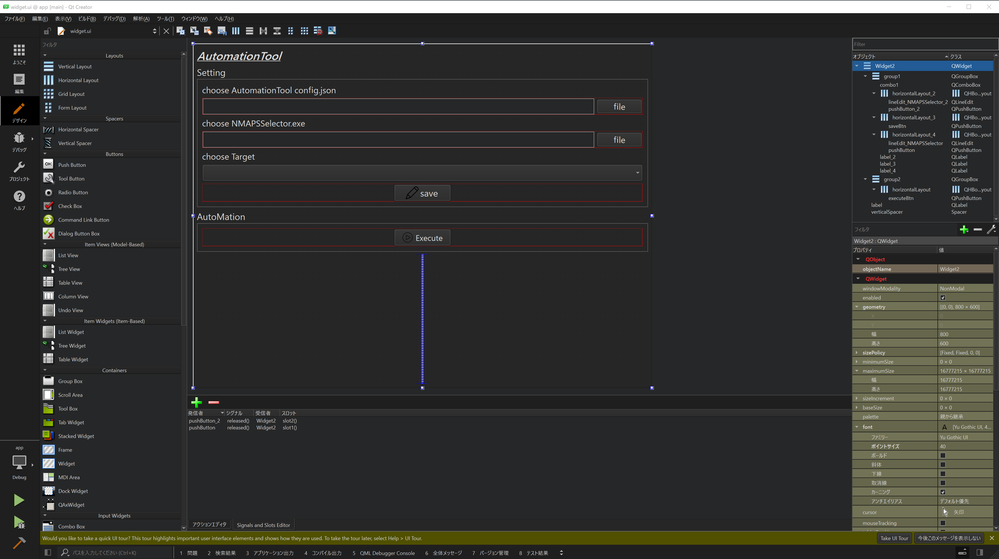 widget.ui @ app [main] - Qt Creator
ファイル(F) 編集(E) 表示(V) ビルド(B) デバッグ(D) 解析(A) ツール(T) ウィンドウ(W) ヘルプ(H)
widget.ui
ようこそ
編集
デザイン
デバッグ
プロジェクト
ヘルプ
app
Debug
フィルタ
Layouts
Vertical Layout
Horizontal Layout
Grid Layout
Form Layout
Spacers
Horizontal Spacer
Vertical Spacer
Buttons
OK Push Button
Tool Button
Radio Button
Check Box
Command Link Button
Dialog Button Box
Item Views (Model-Based)
List View
Tree View
Table View
Column View
Undo View
Item Widgets (Item-Based)
List Widget
Tree Widget
Table Widget
Containers
Group Box
Scroll Area
Tool Box
Tab Widget
Stacked Widget
Frame
Widget
MDI Area
Dock Widget
QAxWidget
Input Widgets
Combo Box
AutomationTool
Setting
choose AutomationTool config.json
file
choose NMAPSSelector.exe
file
choose Target
save
AutoMation
Execute
発信者 シグナル 受信者 スロット
pushButton_2 released() Widget2 slot2()
pushButton released() Widget2 slot1()
アクションエディタ Signals and Slots Editor
Filter
オブジェクト クラス
Widget2 QWidget
group1 QGroupBox
combo1 QComboBox
horizontalLayout_2 QHBo...yout
lineEdit_NMAPSSelector_2 QLineEdit
pushButton_2 QPushButton
horizontalLayout_3 QHBo...yout
saveBtn QPushButton
horizontalLayout_4 QHBo...yout
lineEdit_NMAPSSelector QLineEdit
pushButton QPushButton
label_2 QLabel
label_3 QLabel
label_4 QLabel
group2 QGroupBox
horizontalLayout QHBo...yout
executeBtn QPushButton
label QLabel
verticalSpacer Spacer
フィルタ
Widget2 : QWidget
プロパティ 値
QObject
objectName Widget2
QWidget
windowModality NonModal
enabled
geometry [(0, 0), 800 × 600]
X 0
Y 0
幅 800
高さ 600
sizePolicy [Fixed, Fixed, 0, 0]
minimumSize 0 × 0
maximumSize 16777215 × 16777215
幅 16777215
高さ 16777215
sizeIncrement 0 × 0
baseSize 0 × 0
palette 親から継承
font A [Yu Gothic UI, 4...
ファミリー Yu Gothic UI
ポイントサイズ 40
ボールド
斜体
下線
取消線
カーニング
アンチエイリアス デフォルト優先
cursor 矢印
mouseTracking
Would you like to take a quick UI tour? This tour highlights important user interface elements and shows how they are used. To take the tour later, select Help > UI Tour.
Take UI Tour 今後このメッセージを表示しない
パスを入力してください (Ctrl+K) 1 問題 2 検索結果 3 アプリケーション出力 4 コンパイル出力 5 QML Debugger Console 6 全体メッセージ 7 バージョン管理 8 テスト結果